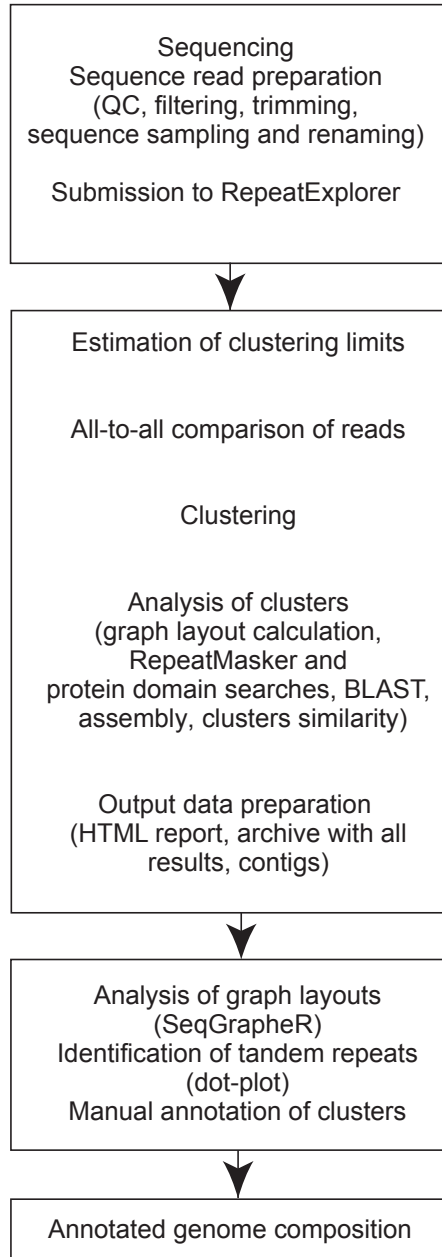 Sequencing
Sequence read preparation
(QC, filtering, trimming,
sequence sampling and renaming)
Submission to RepeatExplorer
Estimation of clustering limits
All-to-all comparison of reads
Clustering
Analysis of clusters
(graph layout calculation,
RepeatMasker and
protein domain searches, BLAST,
assembly, clusters similarity)
Output data preparation
(HTML report, archive with all
results, contigs)
Analysis of graph layouts
(SeqGrapheR)
Identification of tandem repeats
(dot-plot)
Manual annotation of clusters
Annotated genome composition